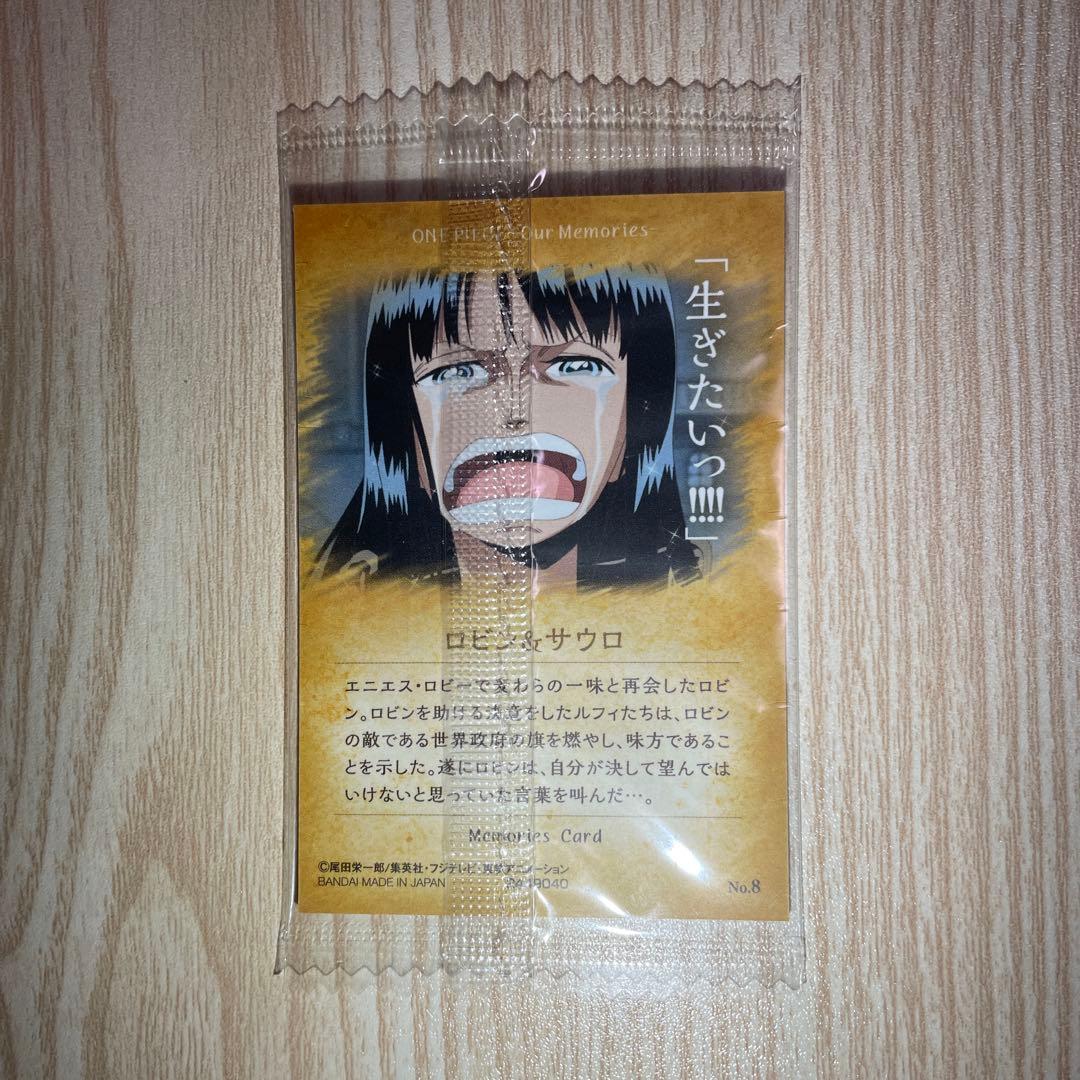 ONE PIECE -Our Memories-
「生ぎたいっ!!!!」
ロビン&サウロ
エニエス・ロビーで麦わらの一味と再会したロビ
ン。ロビンを助ける決意をしたルフィたちは、ロビン
の敵である世界政府の旗を燃やし、味方であるこ
とを示した。遂にロビンは、自分が決して望んでは
いけないと思っていた言葉を叫んだ…。
Memories Card
©尾田栄一郎/集英社・フジテレビ・東映アニメーション
BANDAI MADE IN JAPAN
No.8